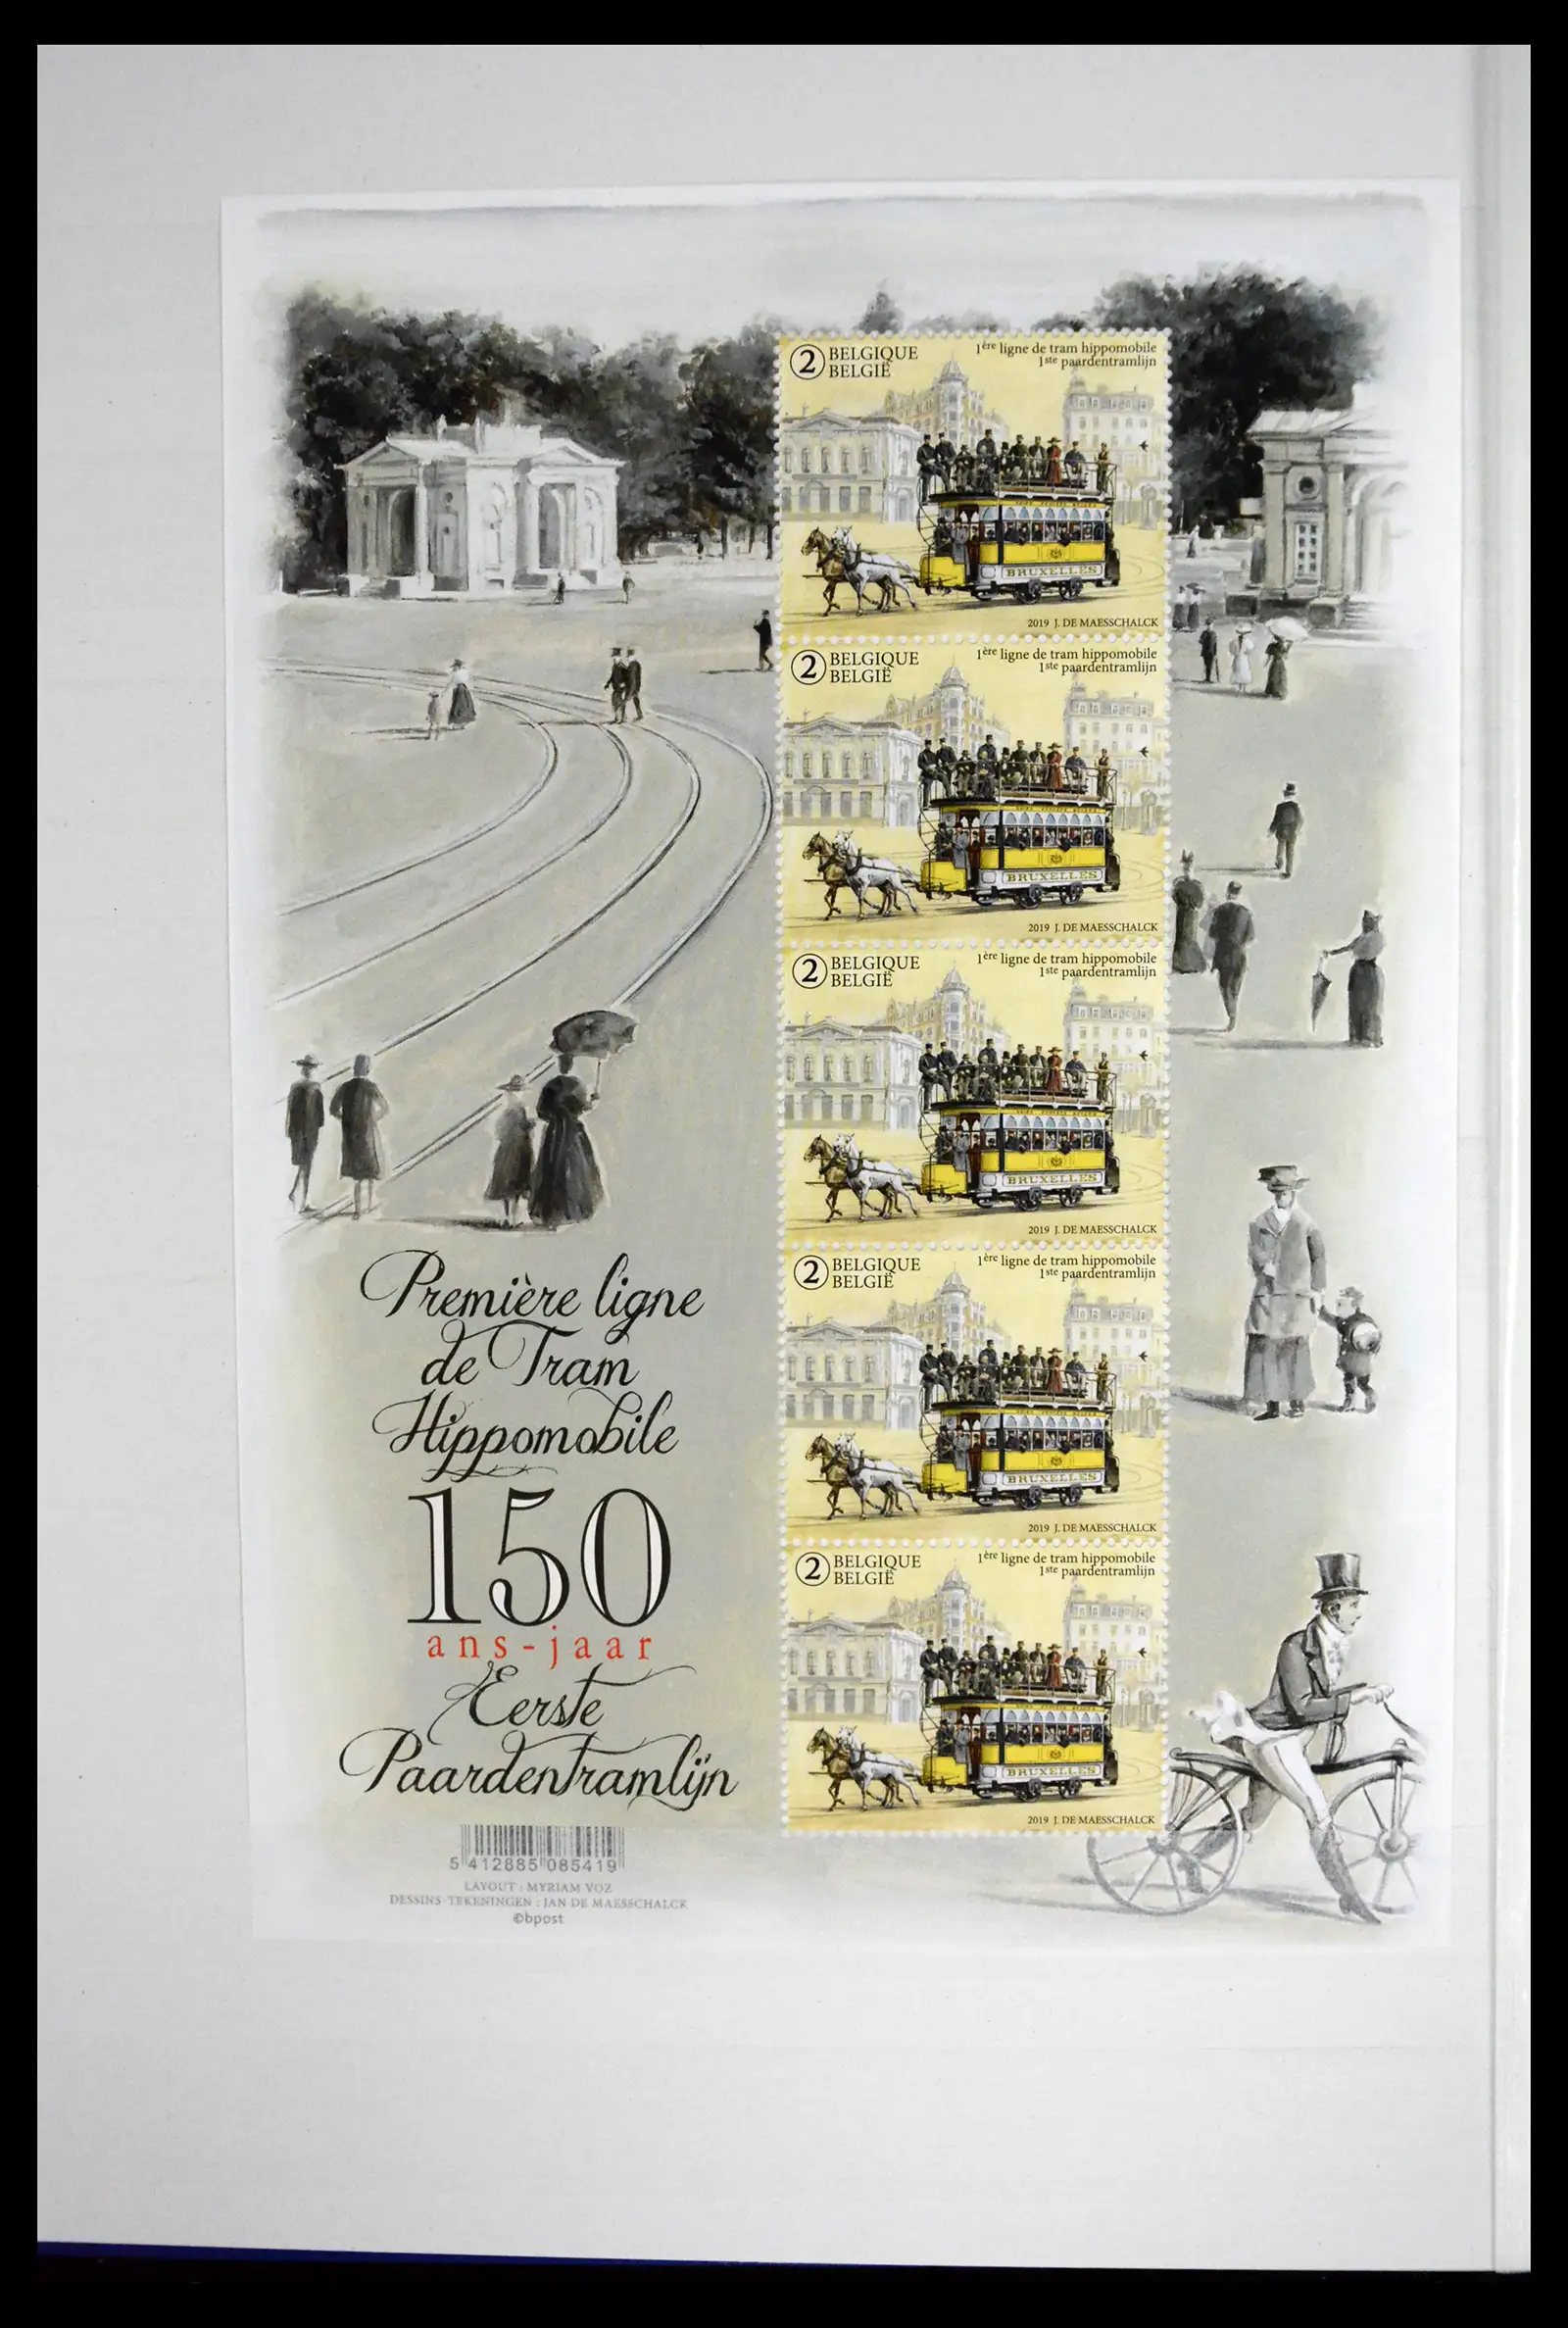 2 BELGIQUE
BELGIË
1ère ligne de tram hippomobile
1ste paardentramlijn
BRUXELLES
2019 J. DE MAESSCHALCK
2 BELGIQUE
BELGIË
1ère ligne de tram hippomobile
1ste paardentramlijn
BRUXELLES
2019 J. DE MAESSCHALCK
2 BELGIQUE
BELGIË
1ère ligne de tram hippomobile
1ste paardentramlijn
BRUXELLES
2019 J. DE MAESSCHALCK
2 BELGIQUE
BELGIË
1ère ligne de tram hippomobile
1ste paardentramlijn
BRUXELLES
2019 J. DE MAESSCHALCK
2 BELGIQUE
BELGIË
1ère ligne de tram hippomobile
1ste paardentramlijn
BRUXELLES
2019 J. DE MAESSCHALCK
Première ligne
de Tram
Hippomobile
150
ans-jaar
Eerste
Paardentramlijn
5 412885 085419
LAYOUT : MYRIAM VOZ
DESSINS-TEKENINGEN : JAN DE MAESSCHALCK
©bpost